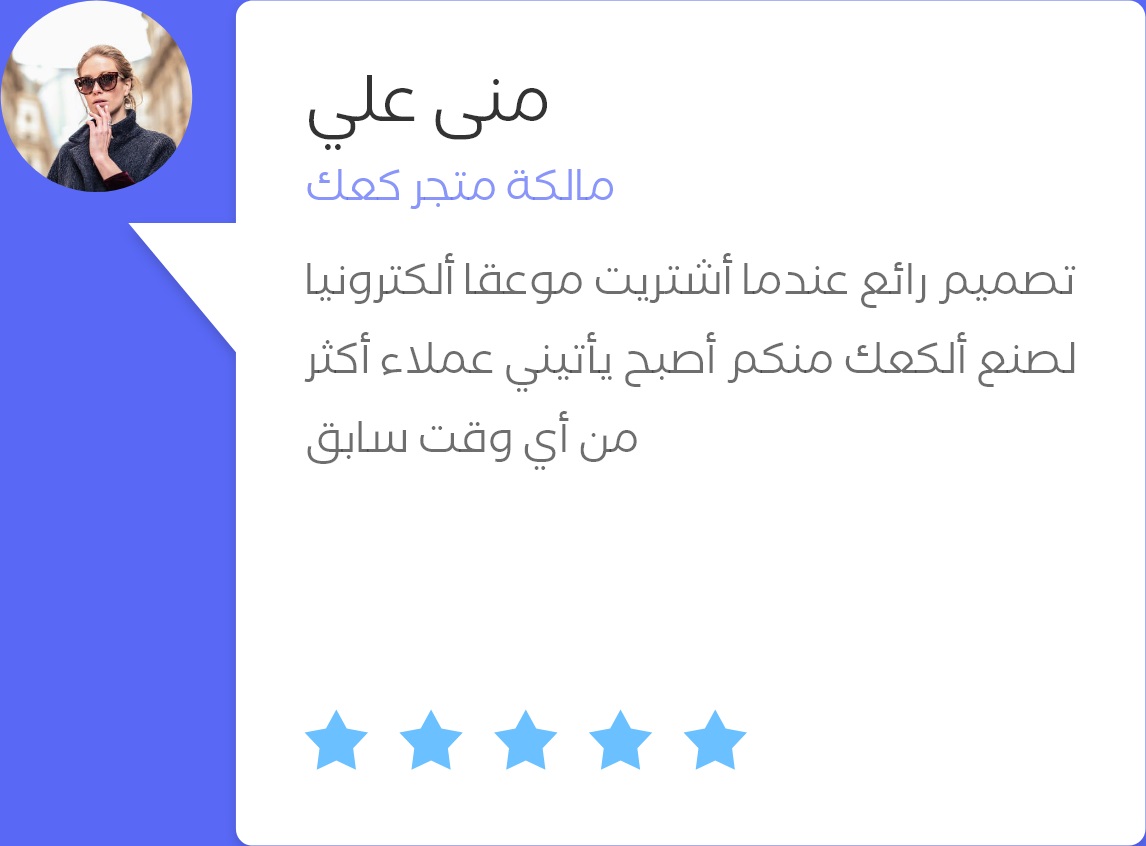 منى علي
مالكة متجر كعك
تصميم رائع عندما أشتريت موعقا ألكترونيا
لصنع ألكعك منكم أصبح يأتيني عملاء أكثر
من أي وقت سابق